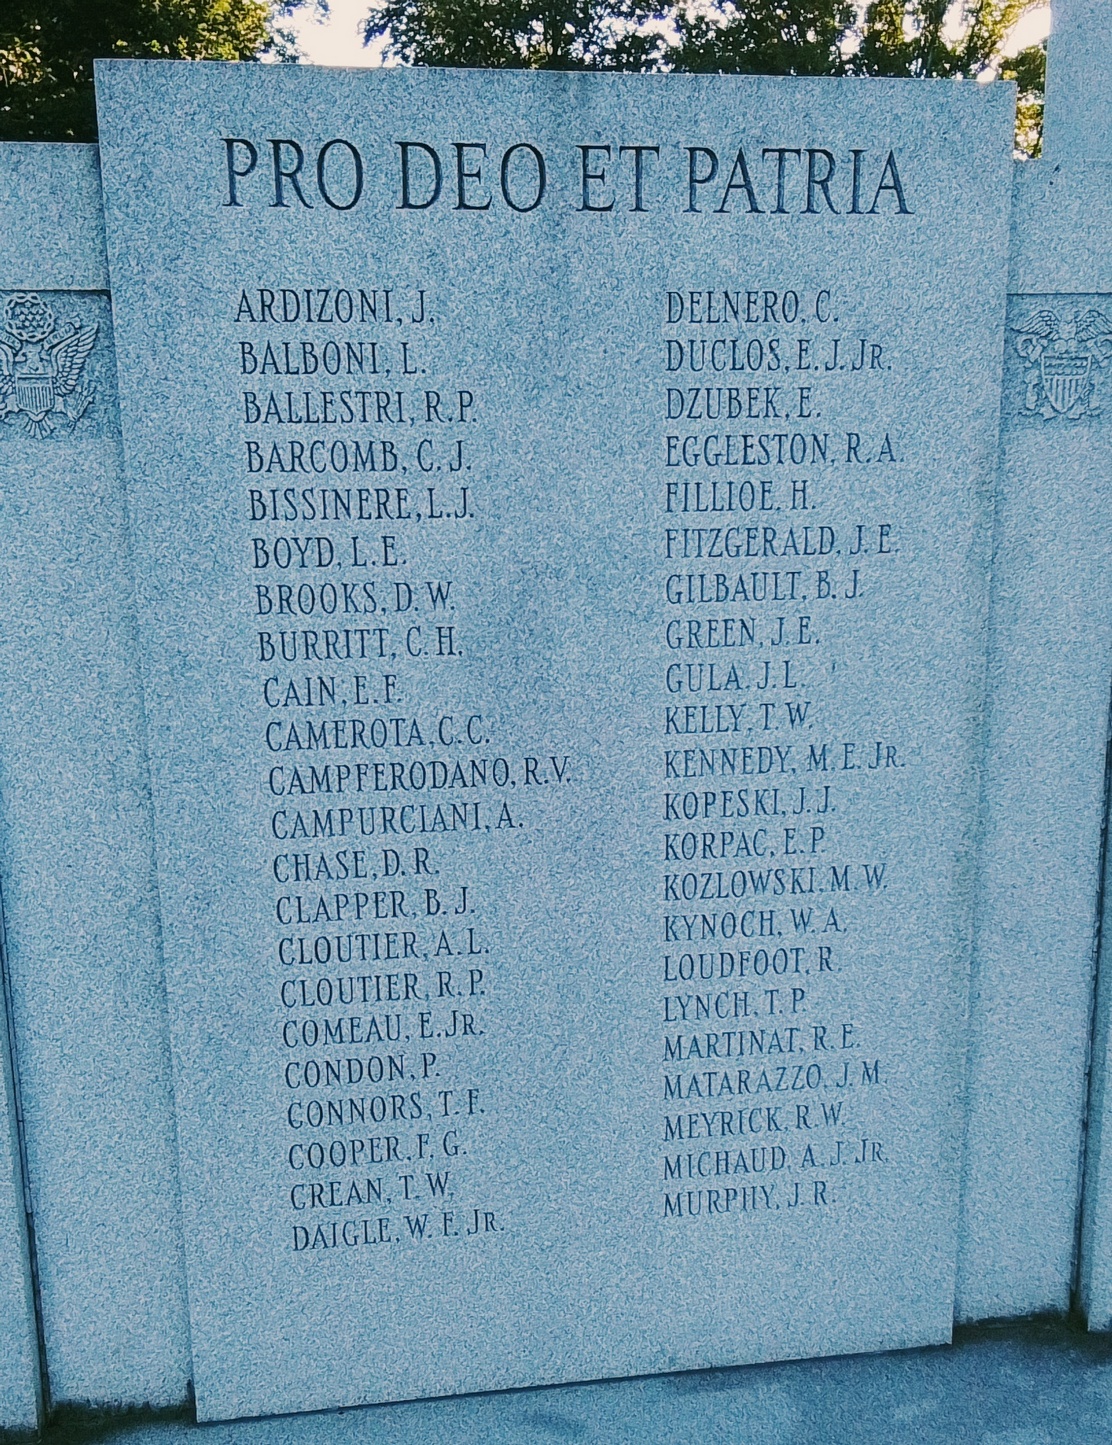 PRO DEO ET PATRIA
ARDIZONI, J.
BALBONI, L.
BALLESTRI, R.P.
BARCOMB, C. J.
BISSINERE, L.J.
BOYD, L.E.
BROOKS, D. W.
BURRITT, C. H.
CAIN, E.F.
CAMEROTA, C.C.
CAMPFERODANO, R.V.
CAMPURCIANI, A.
CHASE, D. R.
CLAPPER, B. J.
CLOUTIER, A. L.
CLOUTIER, R. P.
COMEAU, E. JR.
CONDON, P.
CONNORS, T. F.
COOPER, F. G.
CREAN, T. W.
DAIGLE, W. F. JR.
DELNERO, C.
DUCLOS, E. J. JR.
DZUBEK, E.
EGGLESTON, R. A.
FILLIOE, H.
FITZGERALD, J. E.
GILBAULT, B. J.
GREEN, J. E.
GULA, J. L.
KELLY, T. W.
KENNEDY, M. E. JR.
KOPESKI, J. J.
KORPAC, E. P.
KOZLOWSKI, M. W.
KYNOCH, W. A.
LOUDFOOT, R.
LYNCH, T. P.
MARTINAT, R. E.
MATARAZZO, J. M.
MEYRICK, R. W.
MICHAUD, A. J. JR.
MURPHY, J. R.